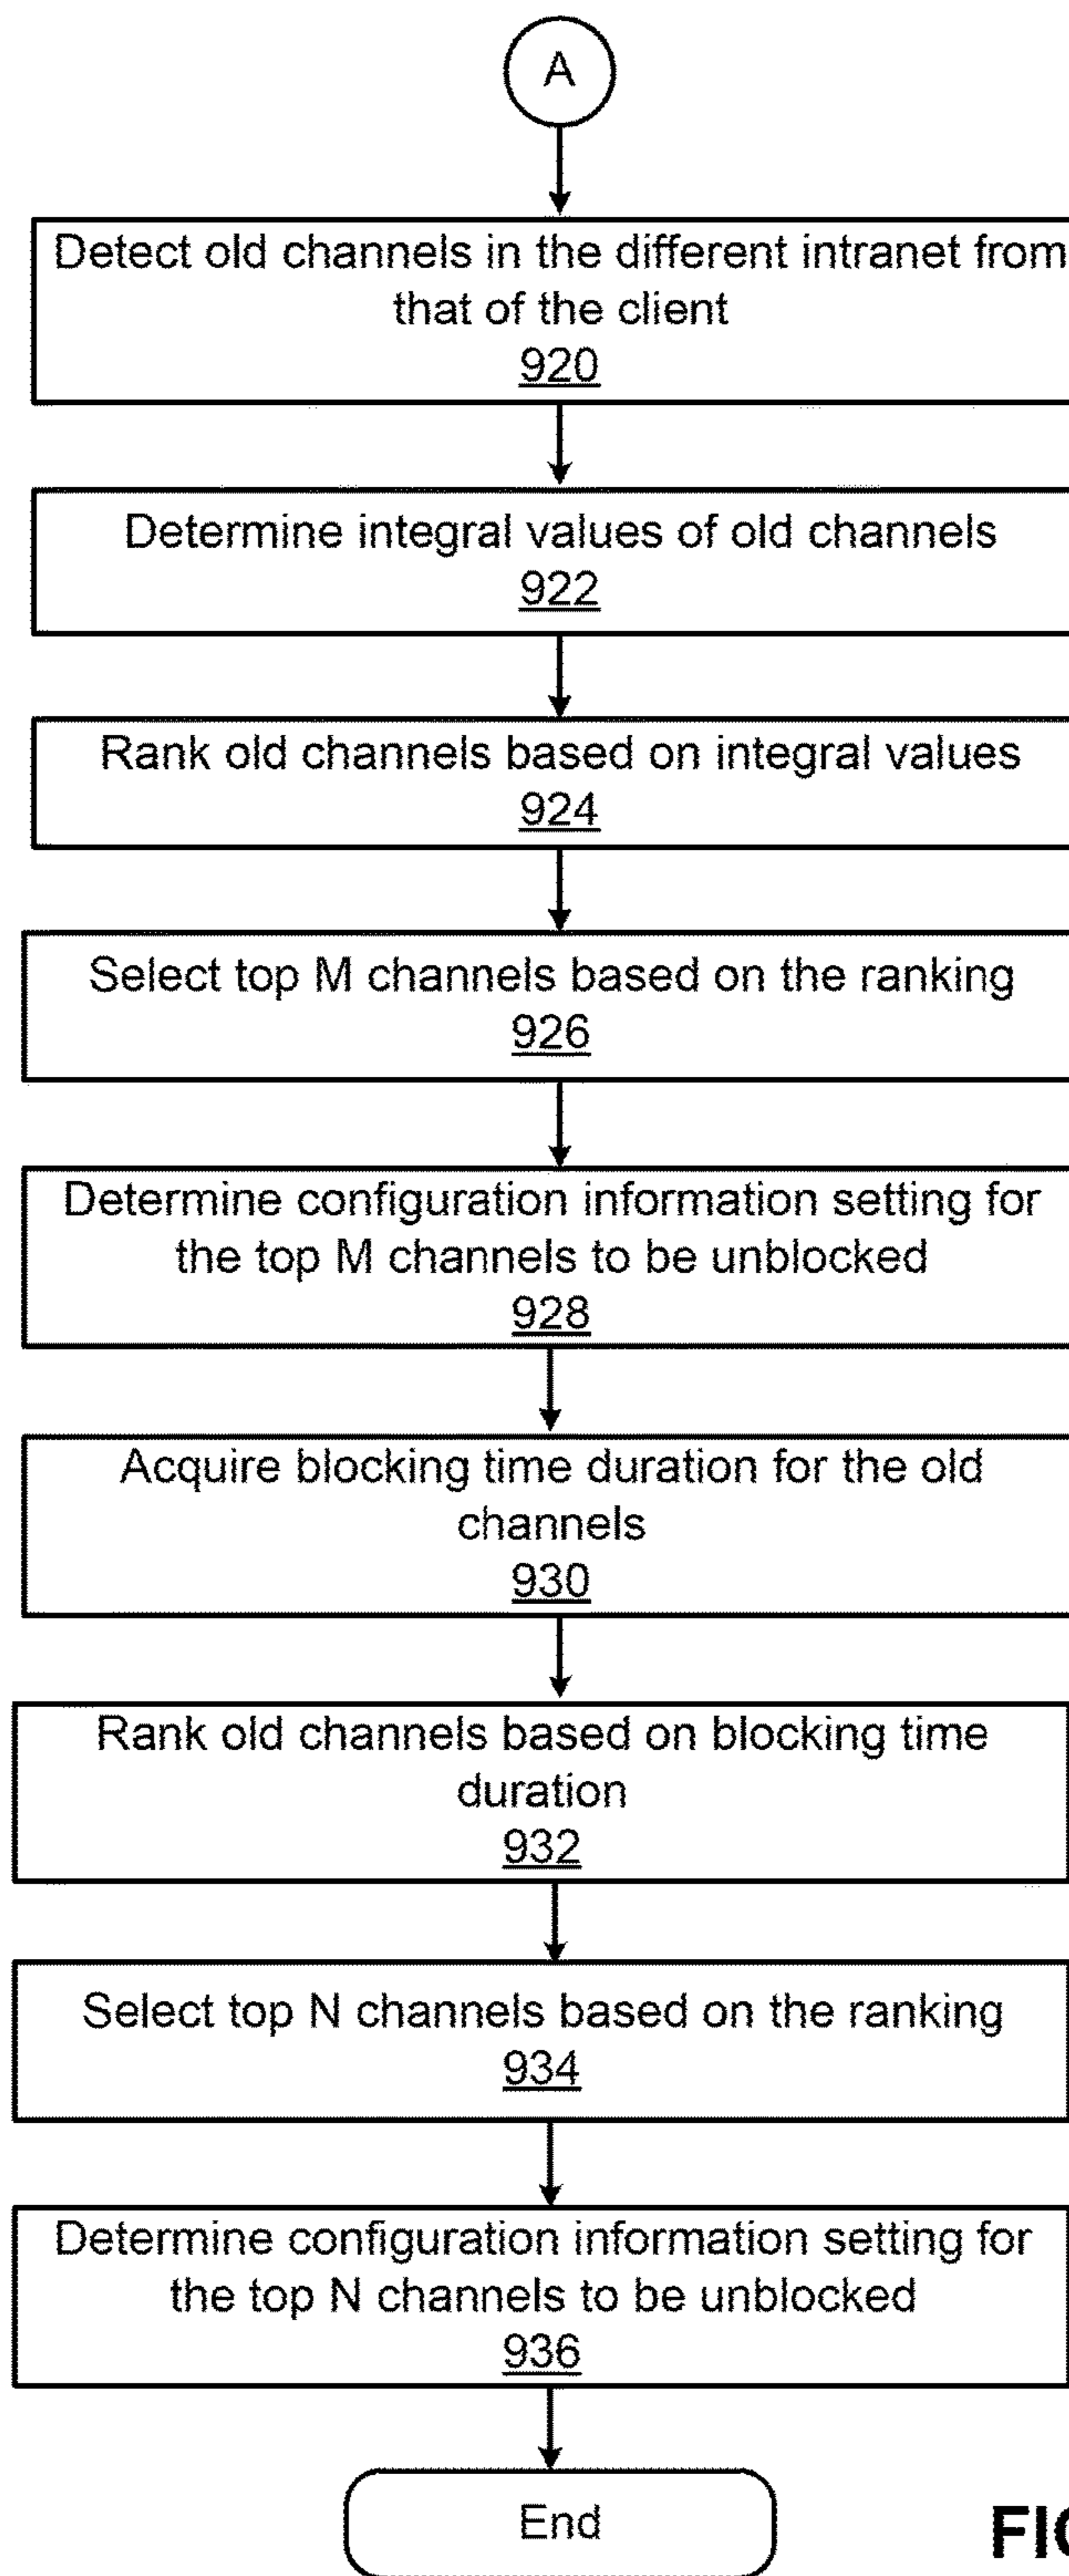 A
Detect old channels in the different intranet from
that of the client
920
Determine integral values of old channels
922
Rank old channels based on integral values
924
Select top M channels based on the ranking
926
Determine configuration information setting for
the top M channels to be unblocked
928
Acquire blocking time duration for the old
channels
930
Rank old channels based on blocking time
duration
932
Select top N channels based on the ranking
934
Determine configuration information setting for
the top N channels to be unblocked
936
End